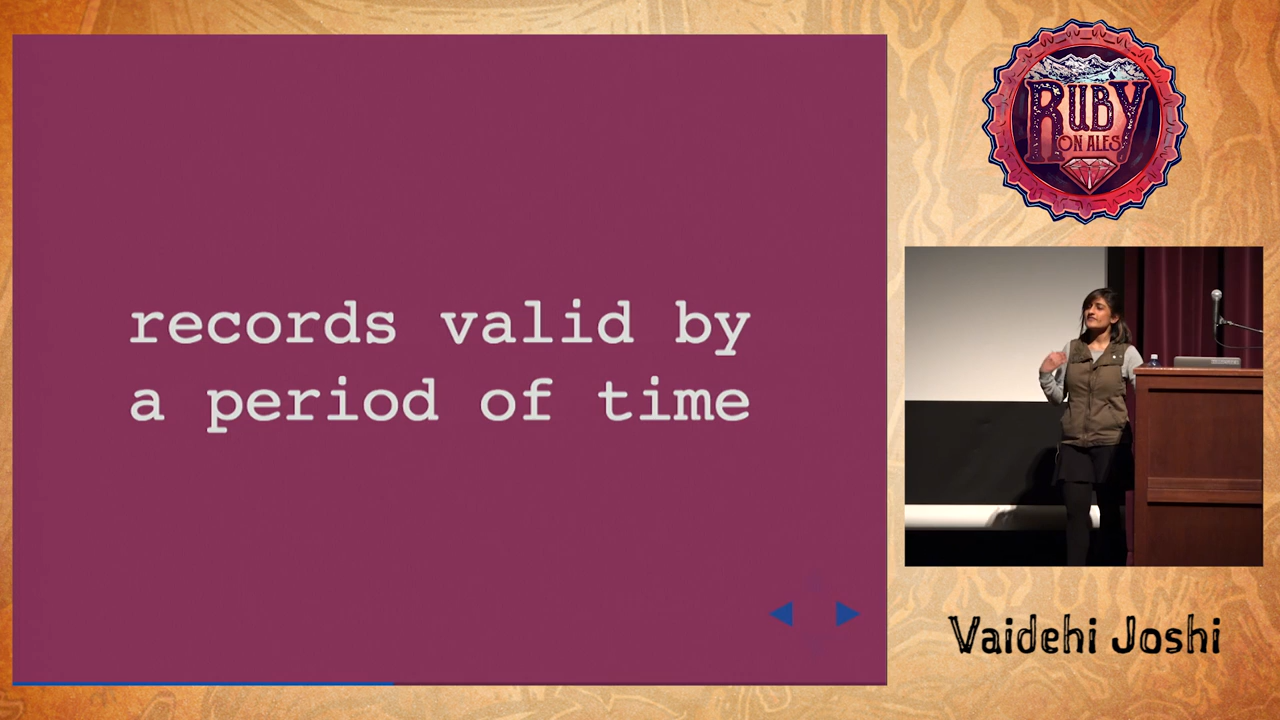 records valid by
a period of time
RUBY
ON ALES
Vaidehi Joshi